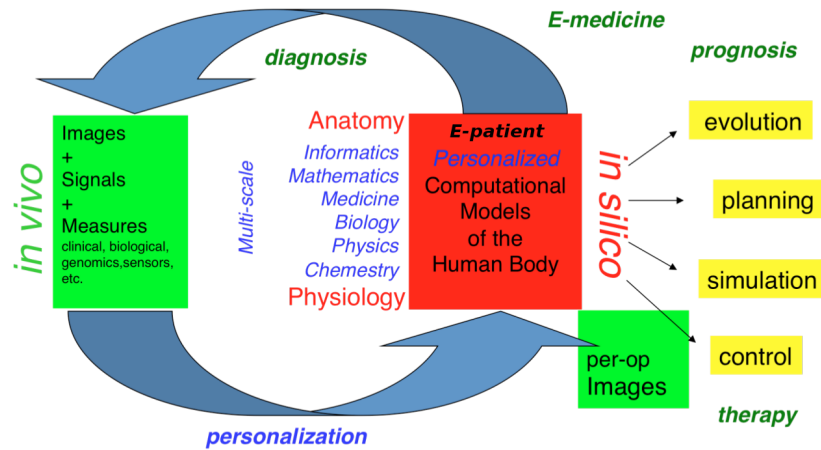 E-medicine
diagnosis
prognosis
in vivo
Images
+
Signals
+
Measures
clinical, biological,
genomics,sensors,
etc.
Multi-scale
Anatomy
Informatics
Mathematics
Medicine
Biology
Physics
Chemestry
Physiology
E-patient
Personalized
Computational
Models
of the
Human Body
in silico
evolution
planning
simulation
control
per-op
Images
therapy
personalization